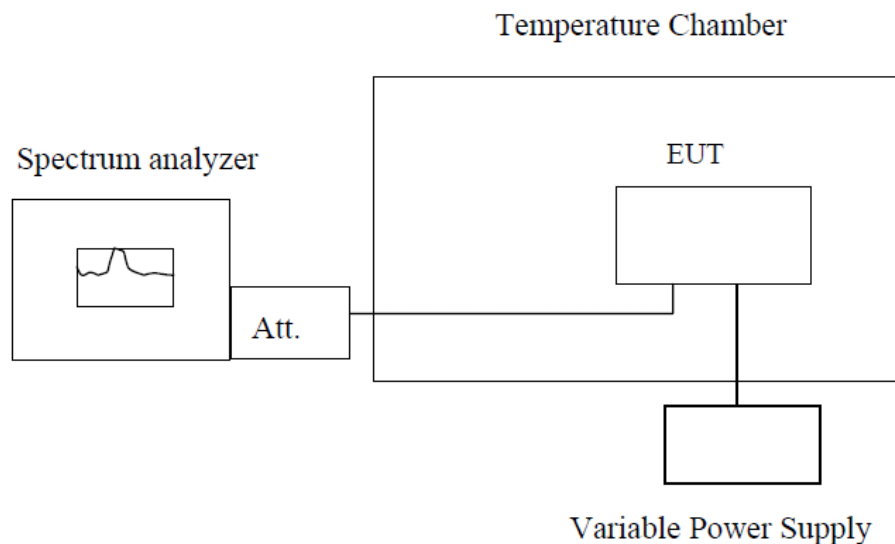 Temperature Chamber
Spectrum analyzer
EUT
Att.
Variable Power Supply